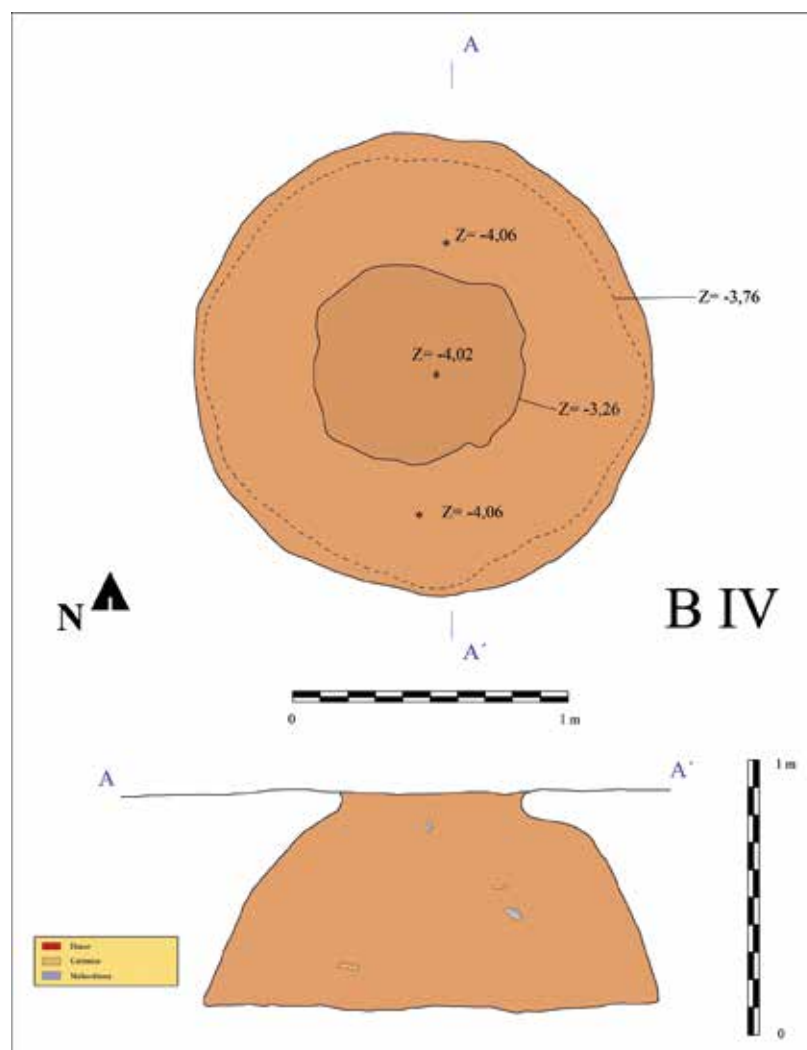 A
Z= -4,06
Z= -3,76
Z= -4,02
Z= -3,26
Z= -4,06
N
B IV
A´
0 1 m
A A´
1 m
0